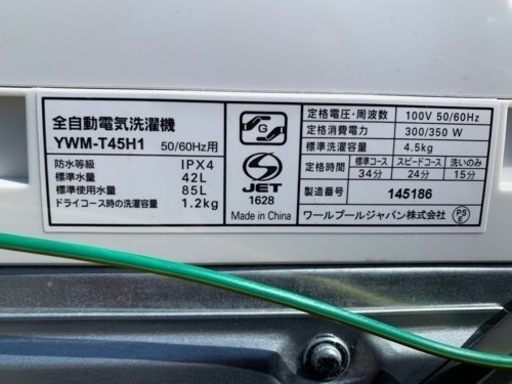 全自動電気洗濯機
YWM-T45H1 50/60Hz用
防水等級 IPX4
標準水量 42L
標準使用水量 85L
ドライコース時の洗濯容量 1.2kg
G
S
JET
1628
Made in China
定格電圧・周波数 100V 50/60Hz
定格消費電力 300/350 W
標準洗濯容量 4.5kg
定格時間 標準コース スピードコース 洗いのみ
34分 24分 15分
製造番号 145186
ワールプールジャパン株式会社 PS E